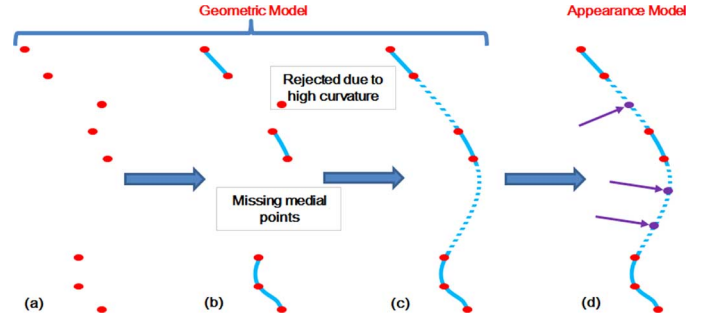 Geometric Model
Appearance Model
Rejected due to
high curvature
Missing medial
points
(a)
(b)
(c)
(d)